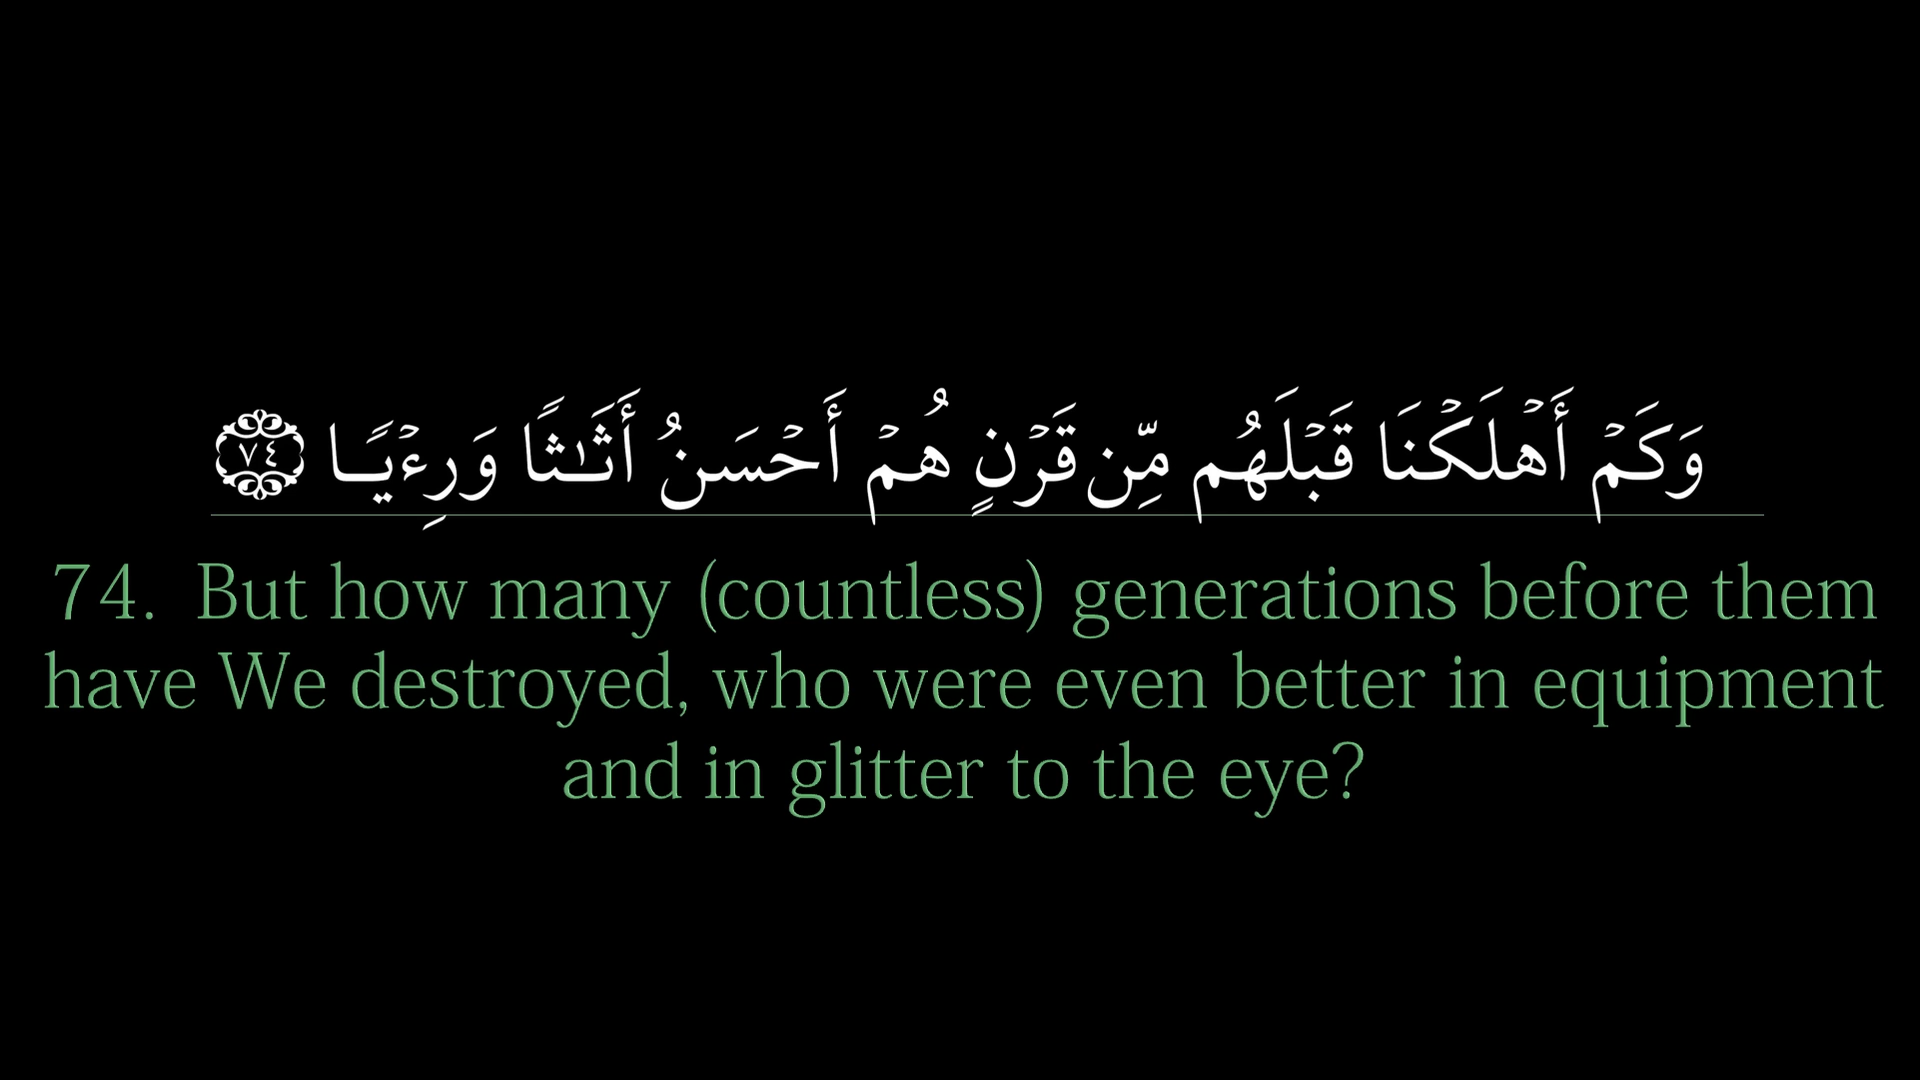 وَكَمۡ أَهۡلَكۡنَا قَبۡلَهُم مِّن قَرۡنٍ هُمۡ أَحۡسَنُ أَثَٰثٗا وَرِءۡيٗا ٧٤
74. But how many (countless) generations before them
have We destroyed, who were even better in equipment
and in glitter to the eye?